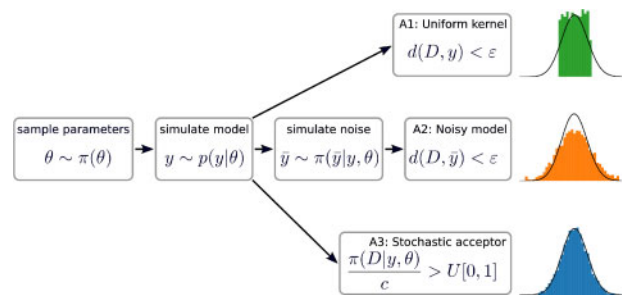 A1: Uniform kernel
d(D, y) < ε
sample parameters
θ ~ π(θ)
simulate model
y ~ p(y|θ)
simulate noise
ȳ ~ π(ȳ|y, θ)
A2: Noisy model
d(D, ȳ) < ε
A3: Stochastic acceptor
π(D|y, θ)
c
> U[0, 1]